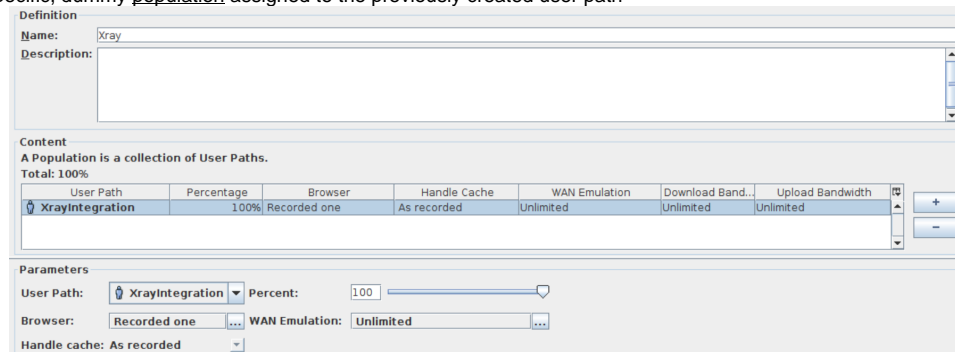 specific, dummy population assigned to the previously created user path
Definition
Name: Xray
Description:
Content
A Population is a collection of User Paths.
Total: 100%
User Path Percentage Browser Handle Cache WAN Emulation Download Band... Upload Bandwidth
XrayIntegration 100% Recorded one As recorded Unlimited Unlimited Unlimited
+
−
Parameters
User Path: XrayIntegration Percent: 100
Browser: Recorded one ... WAN Emulation: Unlimited ...
Handle cache: As recorded